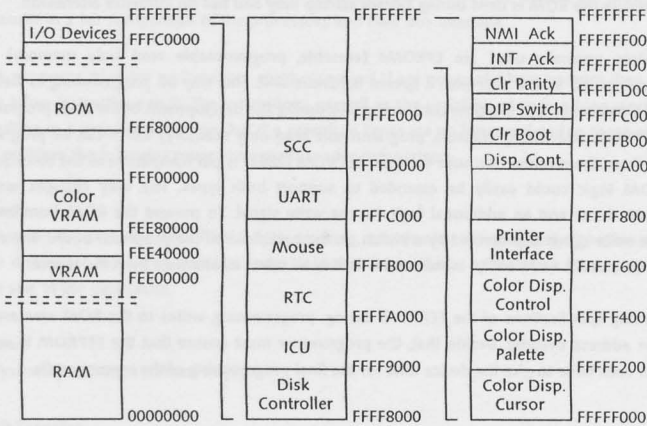 FFFFFFFF
I/O Devices
FFFC0000
ROM
FEF80000
FEF00000
Color
VRAM
FEE80000
FEE40000
VRAM
FEE00000
RAM
00000000
FFFFFFFF
FFFFE000
SCC
FFFFD000
UART
FFFFC000
Mouse
FFFFB000
RTC
FFFFA000
ICU
FFFF9000
Disk
Controller
FFFF8000
FFFFFFFF
NMI Ack
FFFFFF00
INT Ack
FFFFFE00
Clr Parity
FFFFFD00
DIP Switch
FFFFFC00
Clr Boot
FFFFFB00
Disp. Cont.
FFFFFA00
FFFFF800
Printer
Interface
FFFFF600
Color Disp.
Control
FFFFF400
Color Disp.
Palette
FFFFF200
Color Disp.
Cursor
FFFFF000